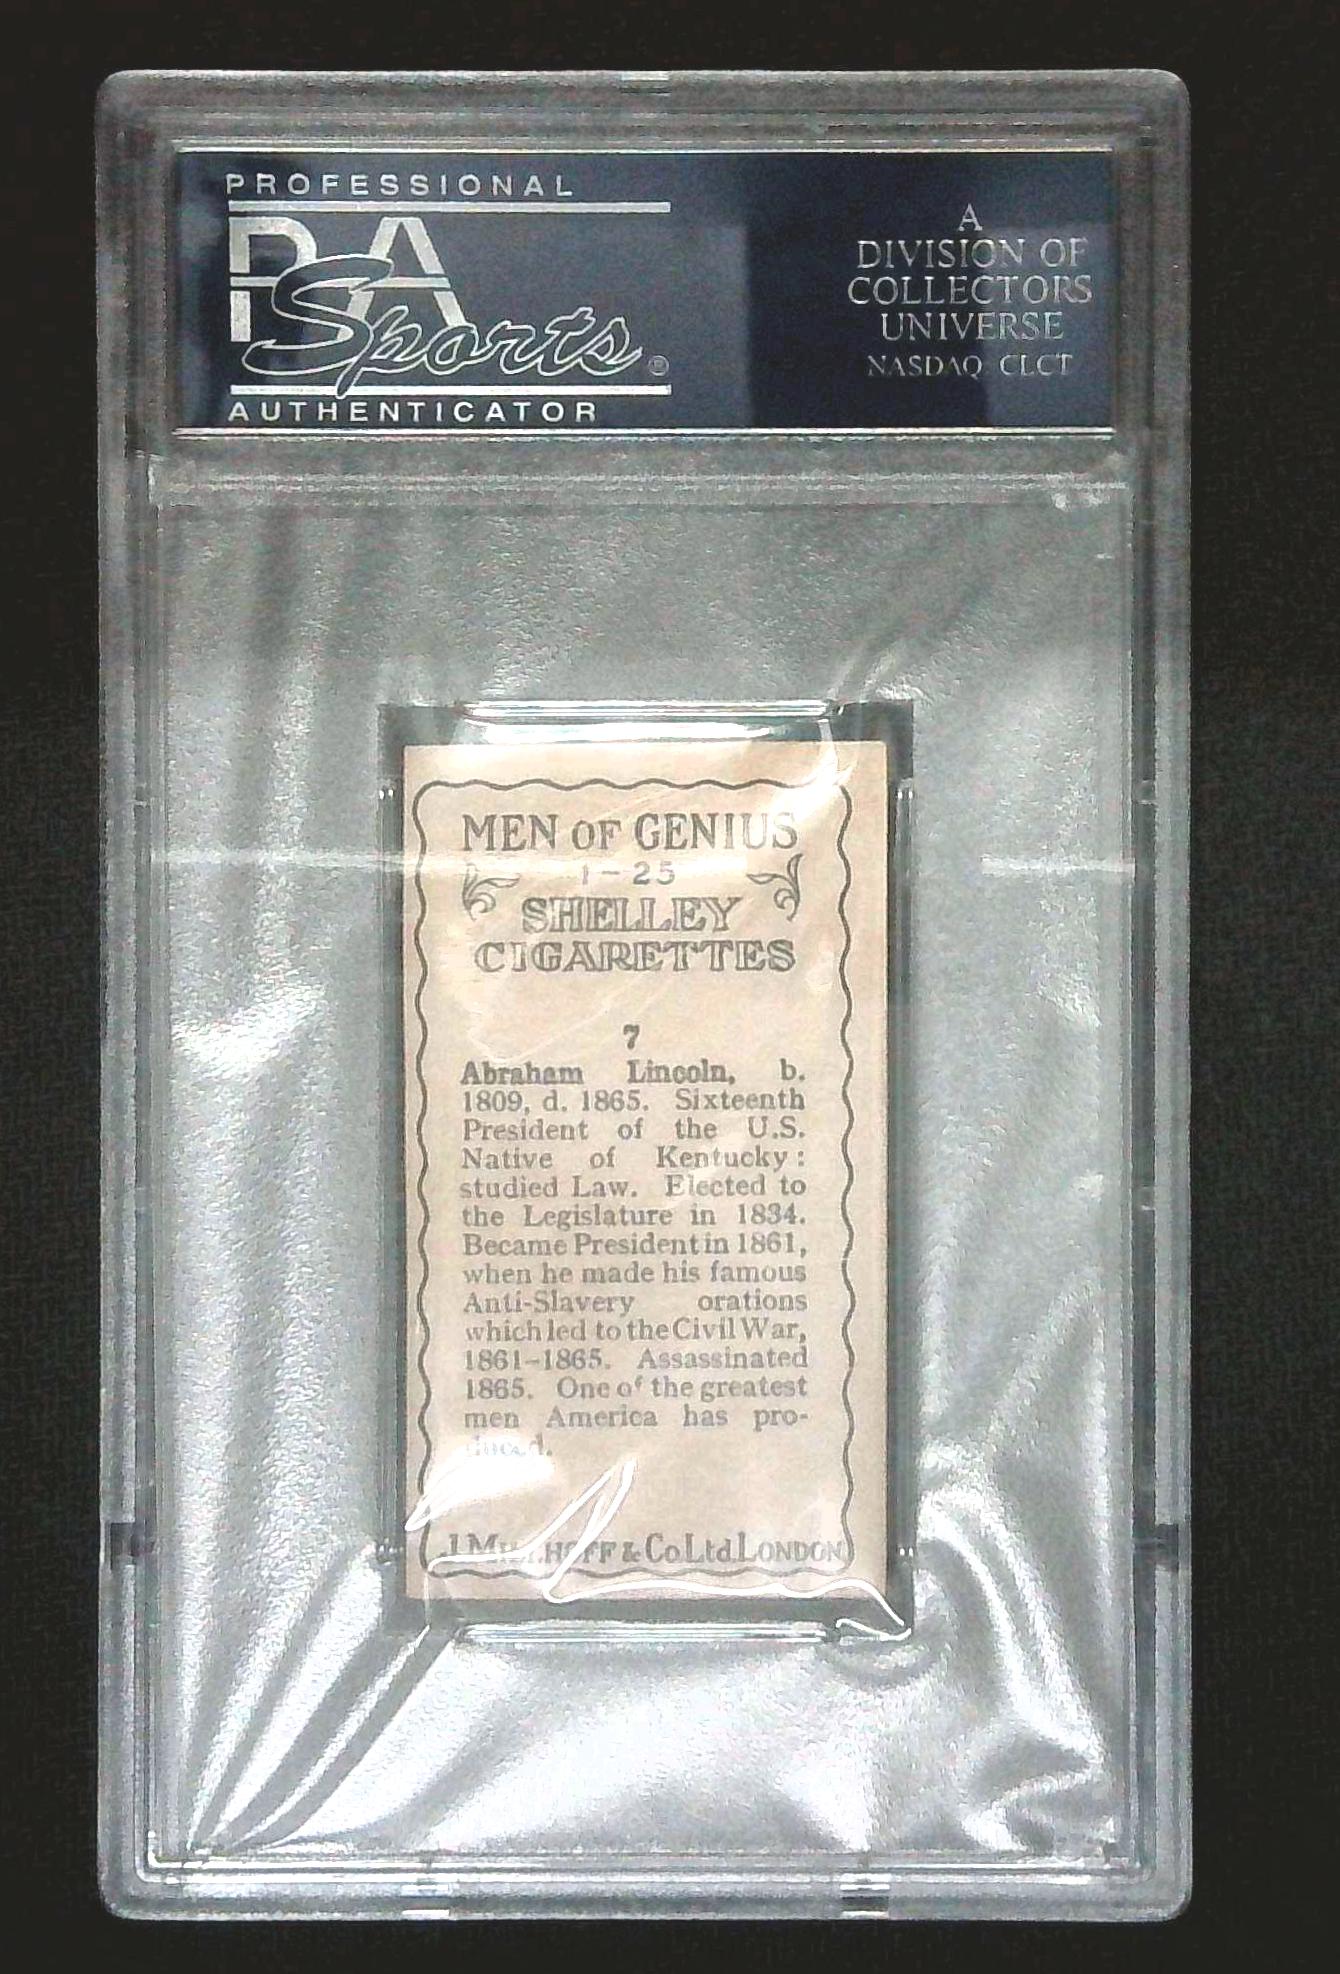 PROFESSIONAL
PSA
Sports®
AUTHENTICATOR
A
DIVISION OF
COLLECTORS
UNIVERSE
NASDAQ CLCT
MEN OF GENIUS
1-25
SHELLEY
CIGARETTES
7
Abraham Lincoln, b.
1809, d. 1865. Sixteenth
President of the U.S.
Native of Kentucky:
studied Law. Elected to
the Legislature in 1834.
Became President in 1861,
when he made his famous
Anti-Slavery orations
which led to the Civil War,
1861-1865. Assassinated
1865. One of the greatest
men America has pro-
duced.
J. MILLHOFF & Co Ltd. LONDON